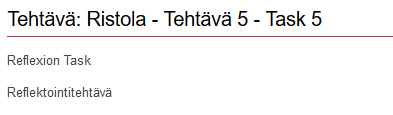 Tehtävä: Ristola - Tehtävä 5 - Task 5
Reflexion Task
Reflektointitehtävä